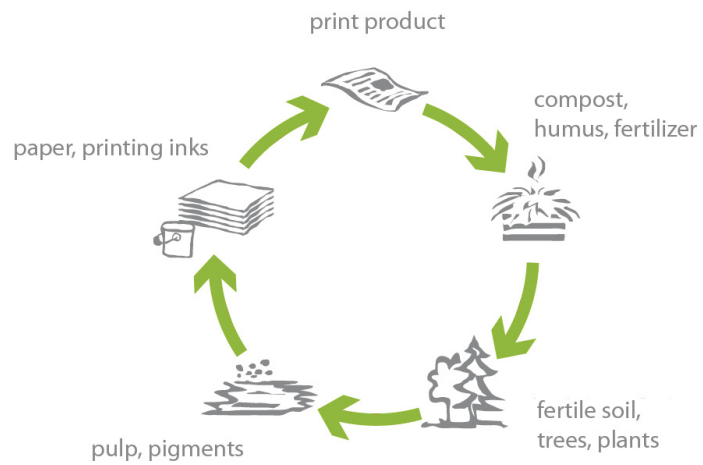 print product
compost,
humus, fertilizer
paper, printing inks
fertile soil,
trees, plants
pulp, pigments